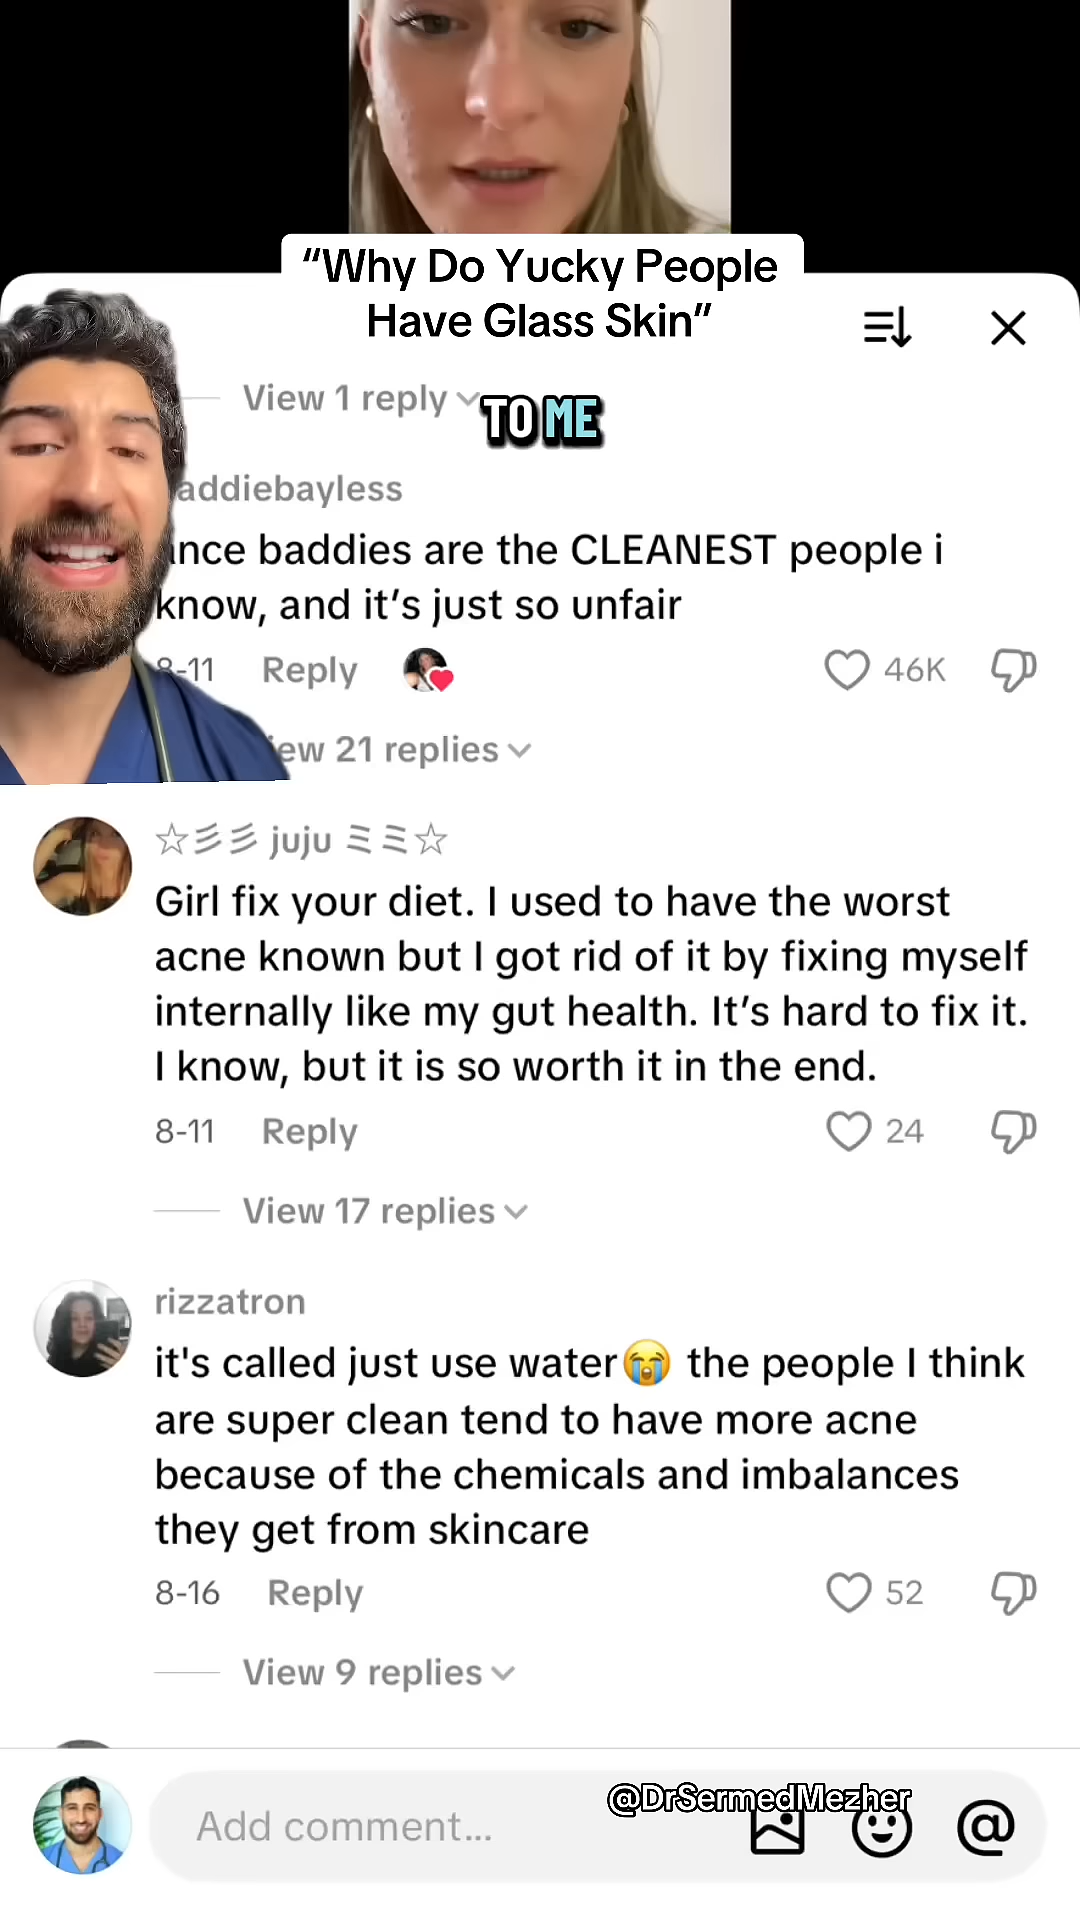 “Why Do Yucky People
Have Glass Skin”
View 1 reply
TO ME
addiebayless
baddies are the CLEANEST people i
know, and it’s just so unfair
8-11 Reply
46K
View 21 replies
☆彡彡 juju ミミ☆
Girl fix your diet. I used to have the worst
acne known but I got rid of it by fixing myself
internally like my gut health. It’s hard to fix it.
I know, but it is so worth it in the end.
8-11 Reply
24
View 17 replies
rizzatron
it's called just use water😭 the people I think
are super clean tend to have more acne
because of the chemicals and imbalances
they get from skincare
8-16 Reply
52
View 9 replies
@DrSermedMezher
Add comment...